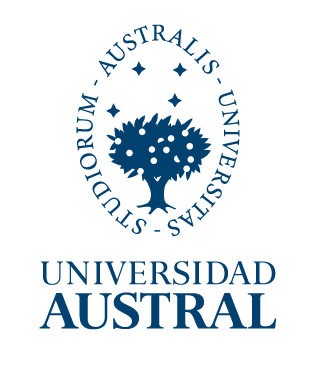 STUDIORUM - AUSTRALIS - UNIVERSITAS -
UNIVERSIDAD
AUSTRAL